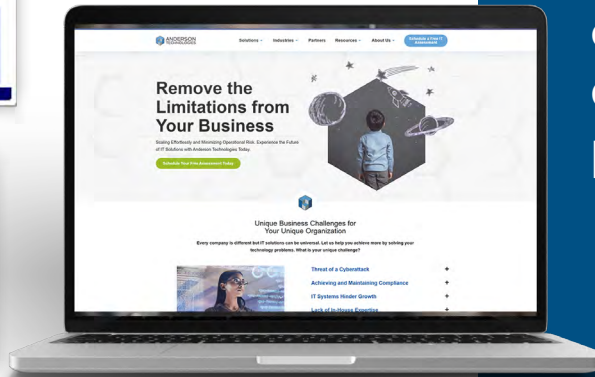 ANDERSON
TECHNOLOGIES
Solutions
Industries
Partners
Resources
About Us
Schedule a Free IT
Assessment
Remove the
Limitations from
Your Business
Scaling Effortlessly and Minimizing Operational Risk. Experience the Future
of IT Solutions with Anderson Technologies Today.
Schedule Your Free Assessment Today
Unique Business Challenges for
Your Unique Organization
Every company is different but IT solutions can be universal. Let us help you achieve more by solving your
technology problems. What is your unique challenge?
Threat of a Cyberattack +
Achieving and Maintaining Compliance +
IT Systems Hinder Growth +
Lack of In-House Expertise +